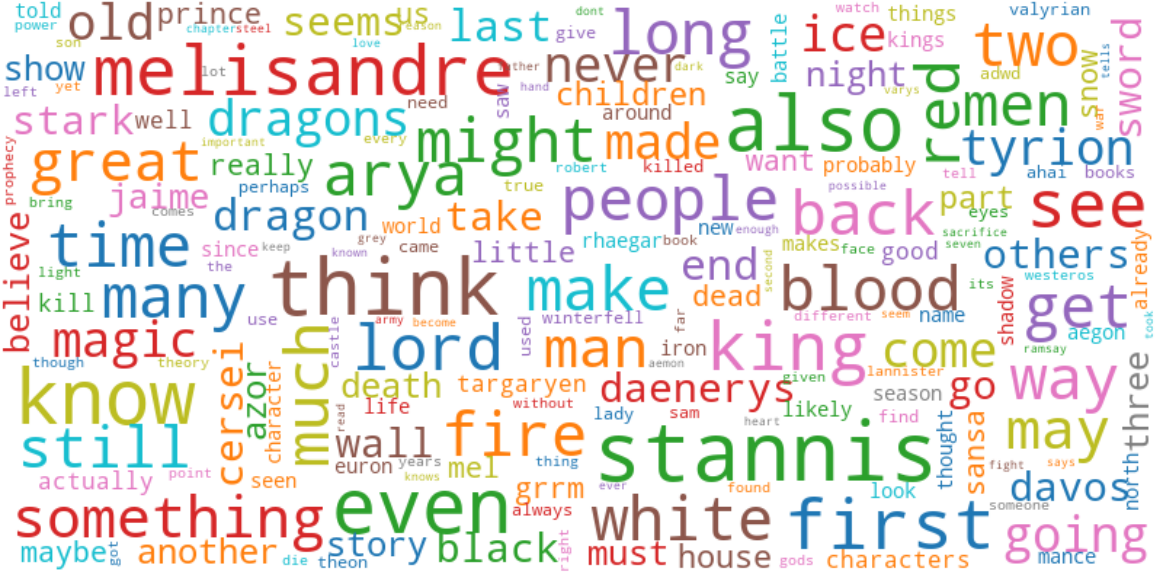 told
power
old
prince
chapter
steel
seems
us
reason
last
dont
give
long
watch
ice
things
kings
valyrian
two
son
show
yet
left
melisandre
lot
love
rather
never
dark
hand
saw
say
battle
night
varys
adwd
snow
tells
sword
stark
well
dragons
need
children
around
might
made
also
red
men
war
important
every
great
really
arya
robert
killed
want
probably
tyrion
tell
ahai
books
prophecy
bring
jaime
comes
perhaps
true
people
possible
back
part
eyes
see
believe
time
since
keep
dragon
world
take
grey
came
known
little
rhaegar
book
new
enough
makes
face
good
sacrifice
seven
others
already
light
the
kill
many
think
make
end
dead
second
blood
its
westeros
shadow
get
took
use
castle
army
become
used
winterfell
far
different
seem
name
aegon
magic
much
lord
man
iron
king
come
ramsay
though
theory
cersei
azor
character
aemon
lannister
know
death
targaryen
daenerys
given
season
go
way
three
read
life
without
lady
sam
likely
find
still
wall
fire
heart
stannis
thought
sansa
may
north
actually
point
seen
euron
years
knows
mel
thing
fight
says
grrm
ever
found
look
davos
someone
something
even
always
white
first
going
maybe
got
another
die
story
theon
black
right
must
house
gods
characters
mance